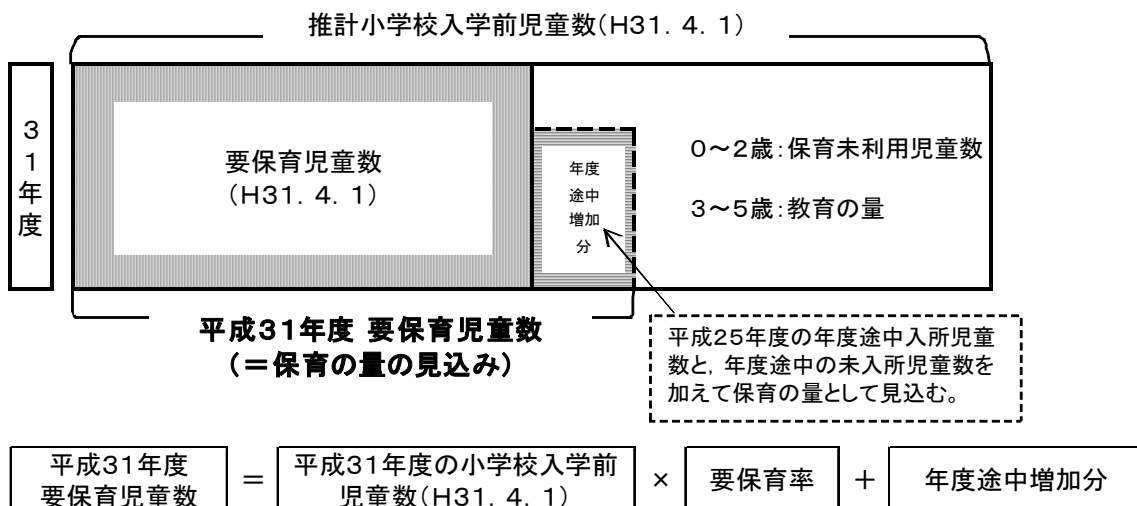 推計小学校入学前児童数(H31.4.1)
31年度
要保育児童数
(H31.4.1)
年度
途中
増加
分
0～2歳:保育未利用児童数
3～5歳:教育の量
平成31年度 要保育児童数
(=保育の量の見込み)
平成25年度の年度途中入所児童
数と，年度途中の未入所児童数を
加えて保育の量として見込む。
平成31年度
要保育児童数
=
平成31年度の小学校入学前
児童数(H31.4.1)
×
要保育率
+
年度途中増加分